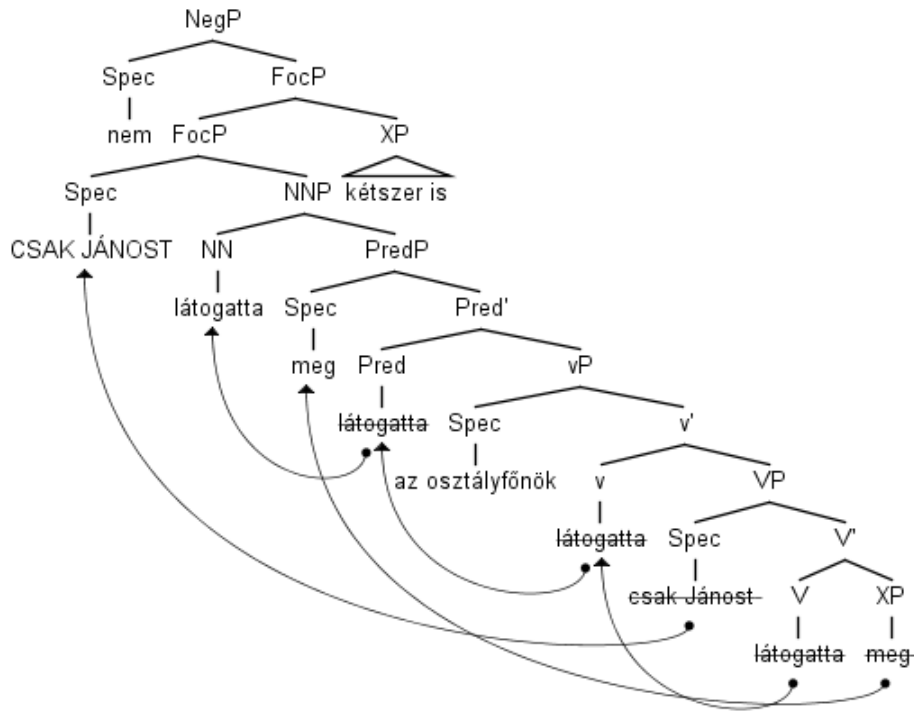 NegP
Spec FocP
nem FocP XP
Spec NNP kétszer is
CSAK JÁNOST NN PredP
látogatta Spec Pred'
meg Pred vP
látogatta Spec v'
az osztályfőnök v VP
látogatta Spec V'
csak Jánost V XP
látogatta meg